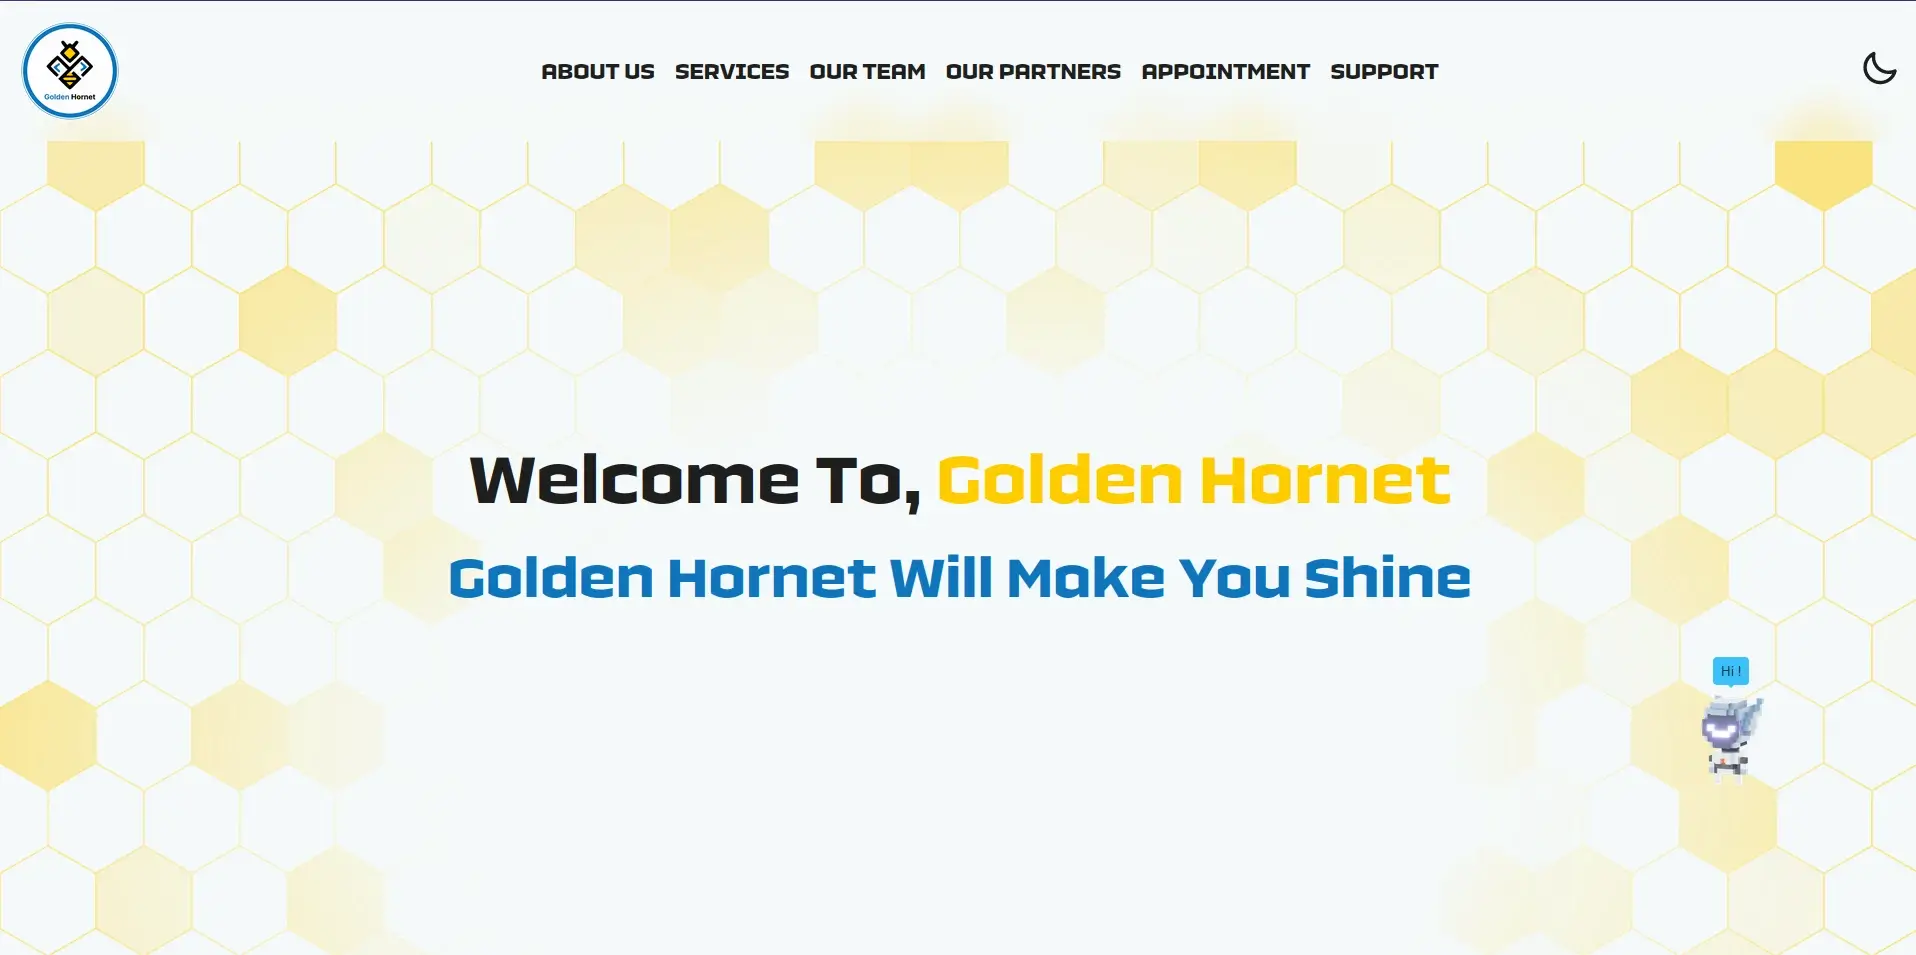 Golden Hornet
ABOUT US SERVICES OUR TEAM OUR PARTNERS APPOINTMENT SUPPORT
Welcome To, Golden Hornet
Golden Hornet Will Make You Shine
Hi !